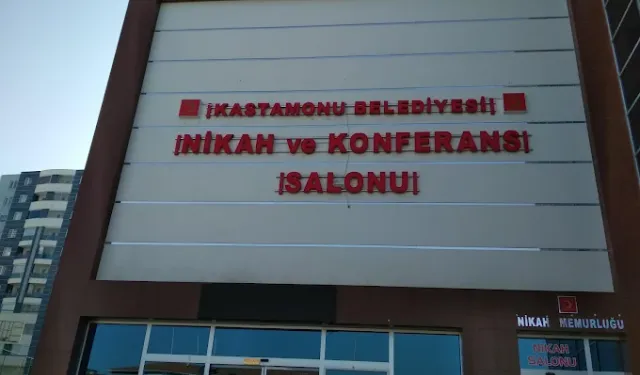 KASTAMONU BELEDİYESİ
NİKAH ve KONFERANS
SALONU
NİKAH MEMURLUĞU
NİKAH
SALONU